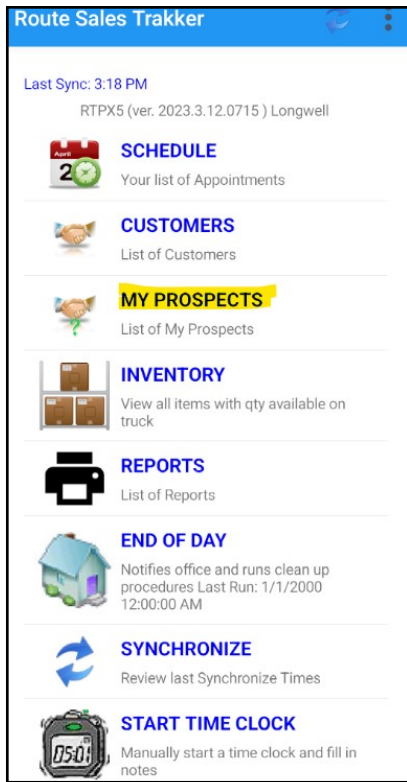 Route Sales Trakker
Last Sync: 3:18 PM
RTPX5 (ver. 2023.3.12.0715 ) Longwell
April
2
SCHEDULE
Your list of Appointments
CUSTOMERS
List of Customers
?
MY PROSPECTS
List of My Prospects
INVENTORY
View all items with qty available on
truck
REPORTS
List of Reports
END OF DAY
Notifies office and runs clean up
procedures Last Run: 1/1/2000
12:00:00 AM
SYNCHRONIZE
Review last Synchronize Times
05:01
START TIME CLOCK
Manually start a time clock and fill in
notes